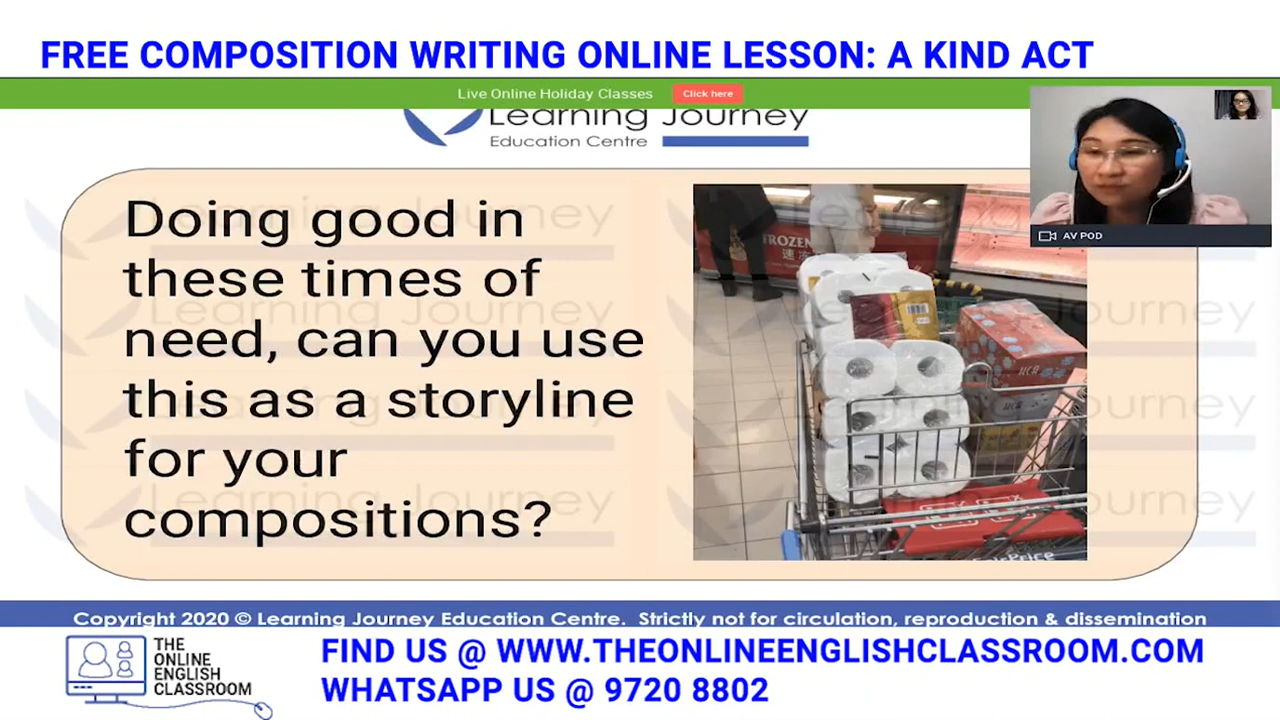 FREE COMPOSITION WRITING ONLINE LESSON: A KIND ACT
Live Online Holiday Classes Click here
Learning Journey
Education Centre
AV POD
Doing good in
these times of
need, can you use
this as a storyline
for your
compositions?
FROZEN
Copyright 2020 © Learning Journey Education Centre. Strictly not for circulation, reproduction & dissemination
THE
ONLINE
ENGLISH
CLASSROOM
FIND US @ WWW.THEONLINEENGLISHCLASSROOM.COM
WHATSAPP US @ 9720 8802